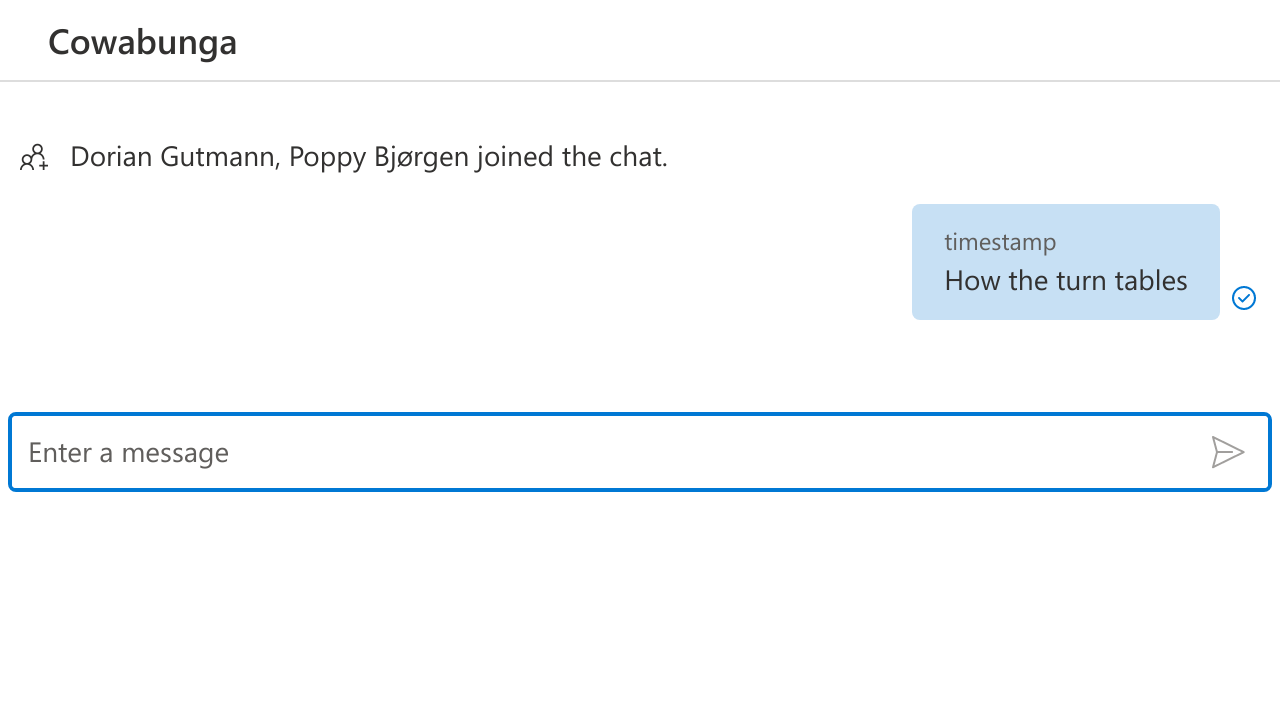 Cowabunga
Dorian Gutmann, Poppy Bjørgen joined the chat.
timestamp
How the turn tables
Enter a message